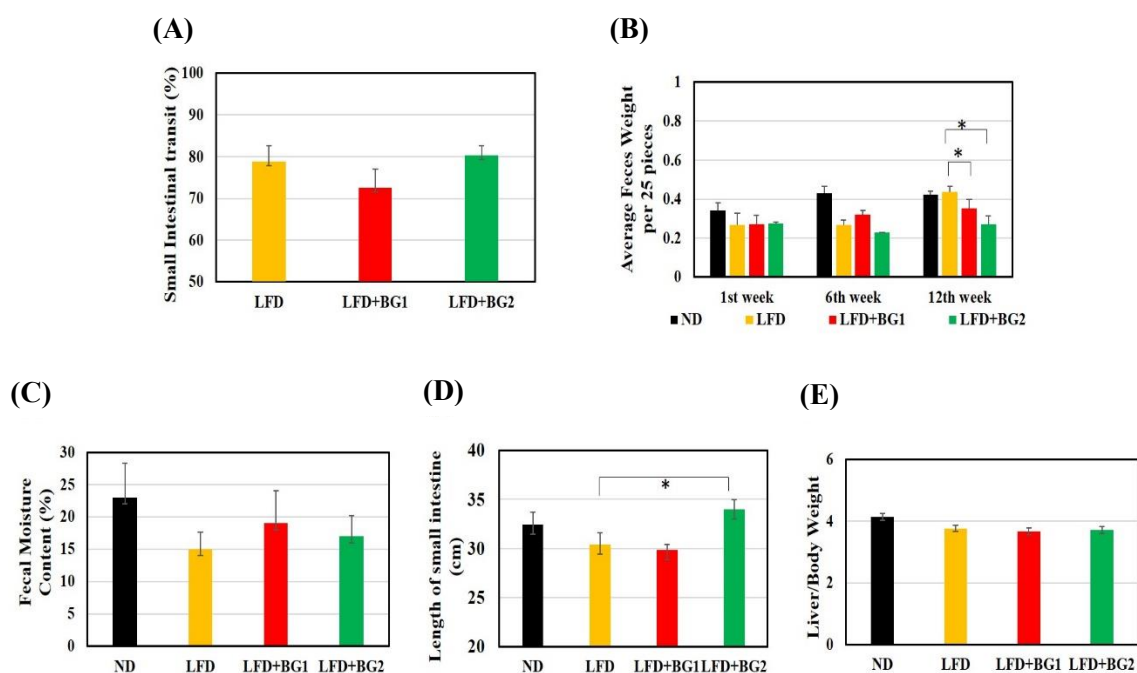 (A)
Small Intestinal transit (%)
100
90
80
70
60
50
LFD
LFD+BG1
LFD+BG2
(B)
Average Feces Weight
per 25 pieces
1
0.8
0.6
0.4
0.2
0
*
*
1st week
6th week
12th week
ND
LFD
LFD+BG1
LFD+BG2
(C)
Fecal Moisture
Content (%)
30
25
20
15
10
5
0
ND
LFD
LFD+BG1
LFD+BG2
(D)
Length of small intestine
(cm)
40
35
30
25
20
*
ND
LFD
LFD+BG1
LFD+BG2
(E)
Liver/Body Weight
6
4
2
0
ND
LFD
LFD+BG1
LFD+BG2